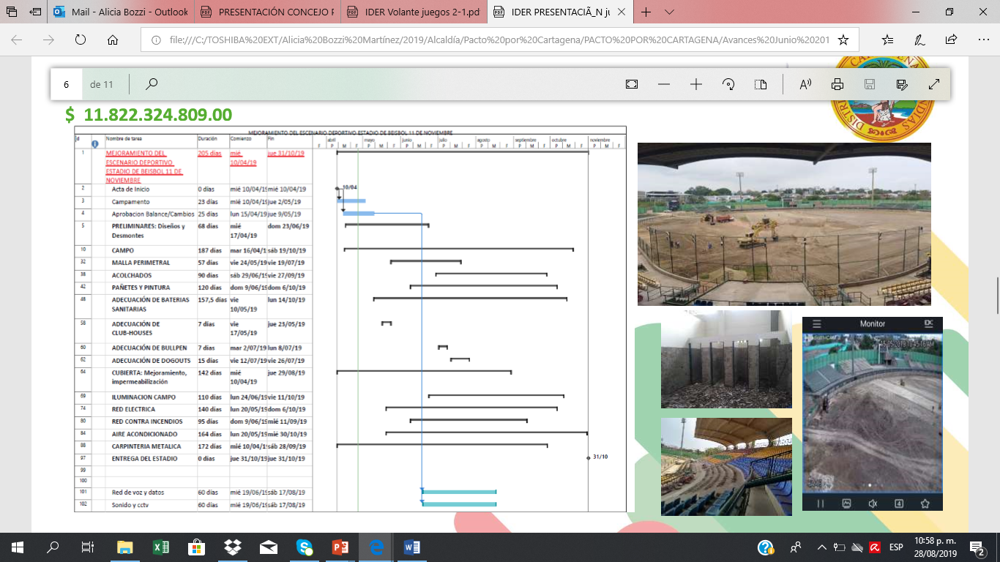 Mail - Alicia Bozzi - Outlook
PRESENTACIÓN CONCEJO P
IDER Volante juegos 2-1.pd
IDER PRESENTACIÃ_N ju
file:///C:/TOSHIBA%20EXT/Alicia%20Bozzi%20Martínez/2019/Alcaldía/Pacto%20por%20Cartagena/PACTO%20POR%20CARTAGENA/Avances%20Junio%20201
6 de 11
$ 11.822.324.809.00
MEJORAMIENTO DEL ESCENARIO DEPORTIVO ESTADIO DE BEISBOL 11 DE NOVIEMBRE
Id Nombre de tarea Duración Comienzo Fin
abril mayo junio julio agosto septiembre octubre noviembre
F P M F P M F P M F P M F P M F P M F P M F P M F
1 MEJORAMIENTO DEL 205 días mié jue 31/10/19
ESCENARIO DEPORTIVO 10/04/19
ESTADIO DE BEISBOL 11 DE
NOVIEMBRE
2 Acta de Inicio 0 días mié 10/04/19 mié 10/04/19 10/04
3 Campamento 23 días mié 10/04/19 jue 2/05/19
4 Aprobacion Balance/Cambios 25 días lun 15/04/19 jue 9/05/19
5 PRELIMINARES: Diseños y 68 días mié dom 23/06/19
Desmontes 17/04/19
10 CAMPO 187 días mar 16/04/1 sáb 19/10/19
32 MALLA PERIMETRAL 57 días vie 24/05/19 vie 19/07/19
38 ACOLCHADOS 90 días sáb 29/06/19 vie 27/09/19
42 PAÑETES Y PINTURA 120 días dom 9/06/19 dom 6/10/19
48 ADECUACIÓN DE BATERIAS 157,5 días vie lun 14/10/19
SANITARIAS 10/05/19
58 ADECUACIÓN DE 7 días vie jue 23/05/19
CLUB-HOUSES 17/05/19
60 ADECUACIÓN DE BULLPEN 7 días mar 2/07/19 lun 8/07/19
62 ADECUACIÓN DE DOGOUTS 15 días vie 12/07/19 vie 26/07/19
64 CUBIERTA: Mejoramiento, 142 días mié jue 29/08/19
impermeabilización 10/04/19
69 ILUMINACION CAMPO 110 días lun 24/06/19 vie 11/10/19
74 RED ELECTRICA 140 días lun 20/05/19 dom 6/10/19
80 RED CONTRA INCENDIOS 95 días dom 9/06/19 mié 11/09/19
84 AIRE ACONDICIONADO 164 días lun 20/05/19 mié 30/10/19
88 CARPINTERIA METALICA 172 días mié 10/04/19 sáb 28/09/19
97 ENTREGA DEL ESTADIO 0 días jue 31/10/19 jue 31/10/19 31/10
99
100
101 Red de voz y datos 60 días mié 19/06/19 sáb 17/08/19
102 Sonido y cctv 60 días mié 19/06/19 sáb 17/08/19
Monitor
4
ESP
10:58 p. m.
28/08/2019
2